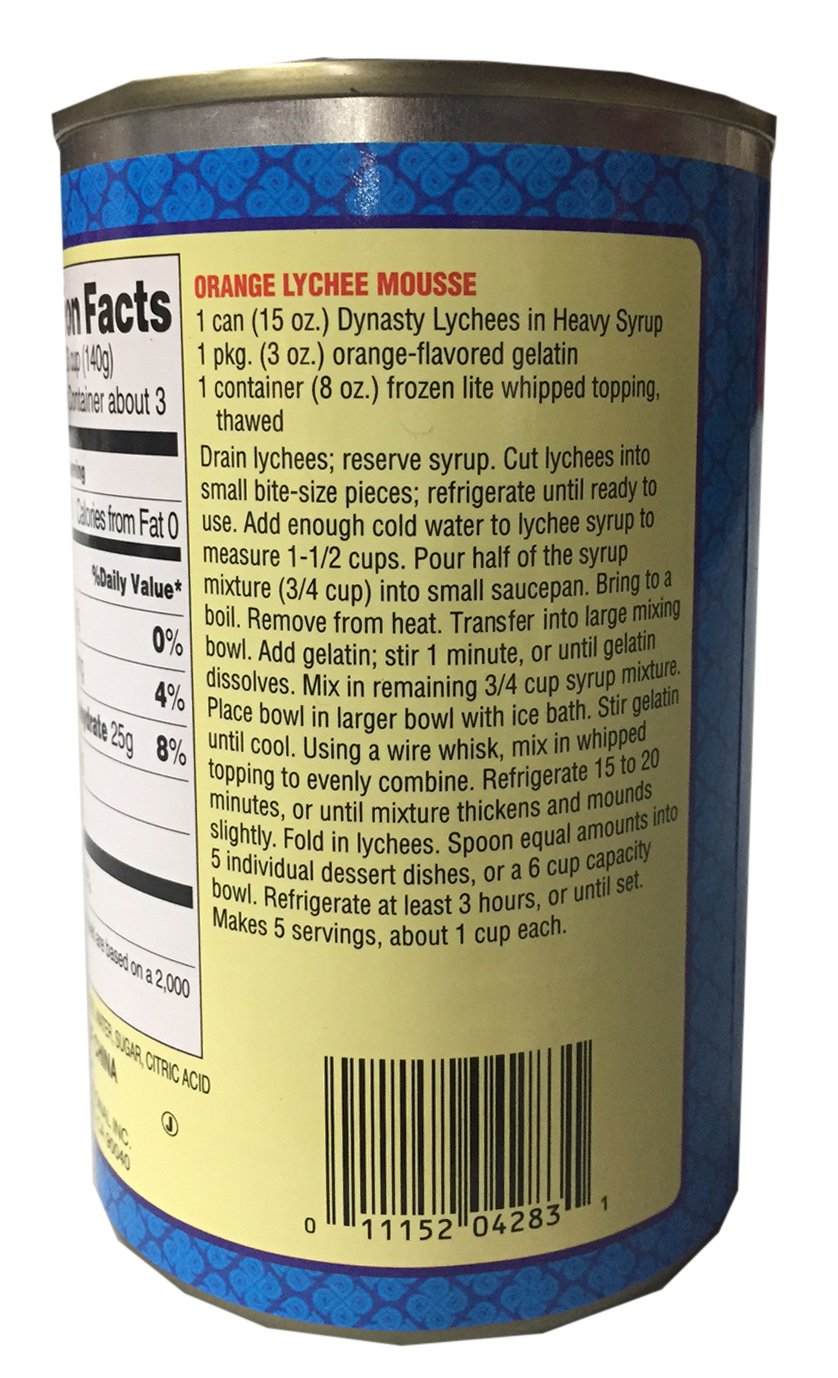 Facts
(140g)
about 3
Calories from Fat 0
%Daily Value*
0%
4%
25g 8%
are based on a 2,000
WATER, SUGAR, CITRIC ACID
CHINA
INC.
90040
J
ORANGE LYCHEE MOUSSE
1 can (15 oz.) Dynasty Lychees in Heavy Syrup
1 pkg. (3 oz.) orange-flavored gelatin
1 container (8 oz.) frozen lite whipped topping,
thawed
Drain lychees; reserve syrup. Cut lychees into
small bite-size pieces; refrigerate until ready to
use. Add enough cold water to lychee syrup to
measure 1-1/2 cups. Pour half of the syrup
mixture (3/4 cup) into small saucepan. Bring to a
boil. Remove from heat. Transfer into large mixing
bowl. Add gelatin; stir 1 minute, or until gelatin
dissolves. Mix in remaining 3/4 cup syrup mixture.
Place bowl in larger bowl with ice bath. Stir gelatin
until cool. Using a wire whisk, mix in whipped
topping to evenly combine. Refrigerate 15 to 20
minutes, or until mixture thickens and mounds
slightly. Fold in lychees. Spoon equal amounts into
5 individual dessert dishes, or a 6 cup capacity
bowl. Refrigerate at least 3 hours, or until set.
Makes 5 servings, about 1 cup each.
0 11152 04283 1